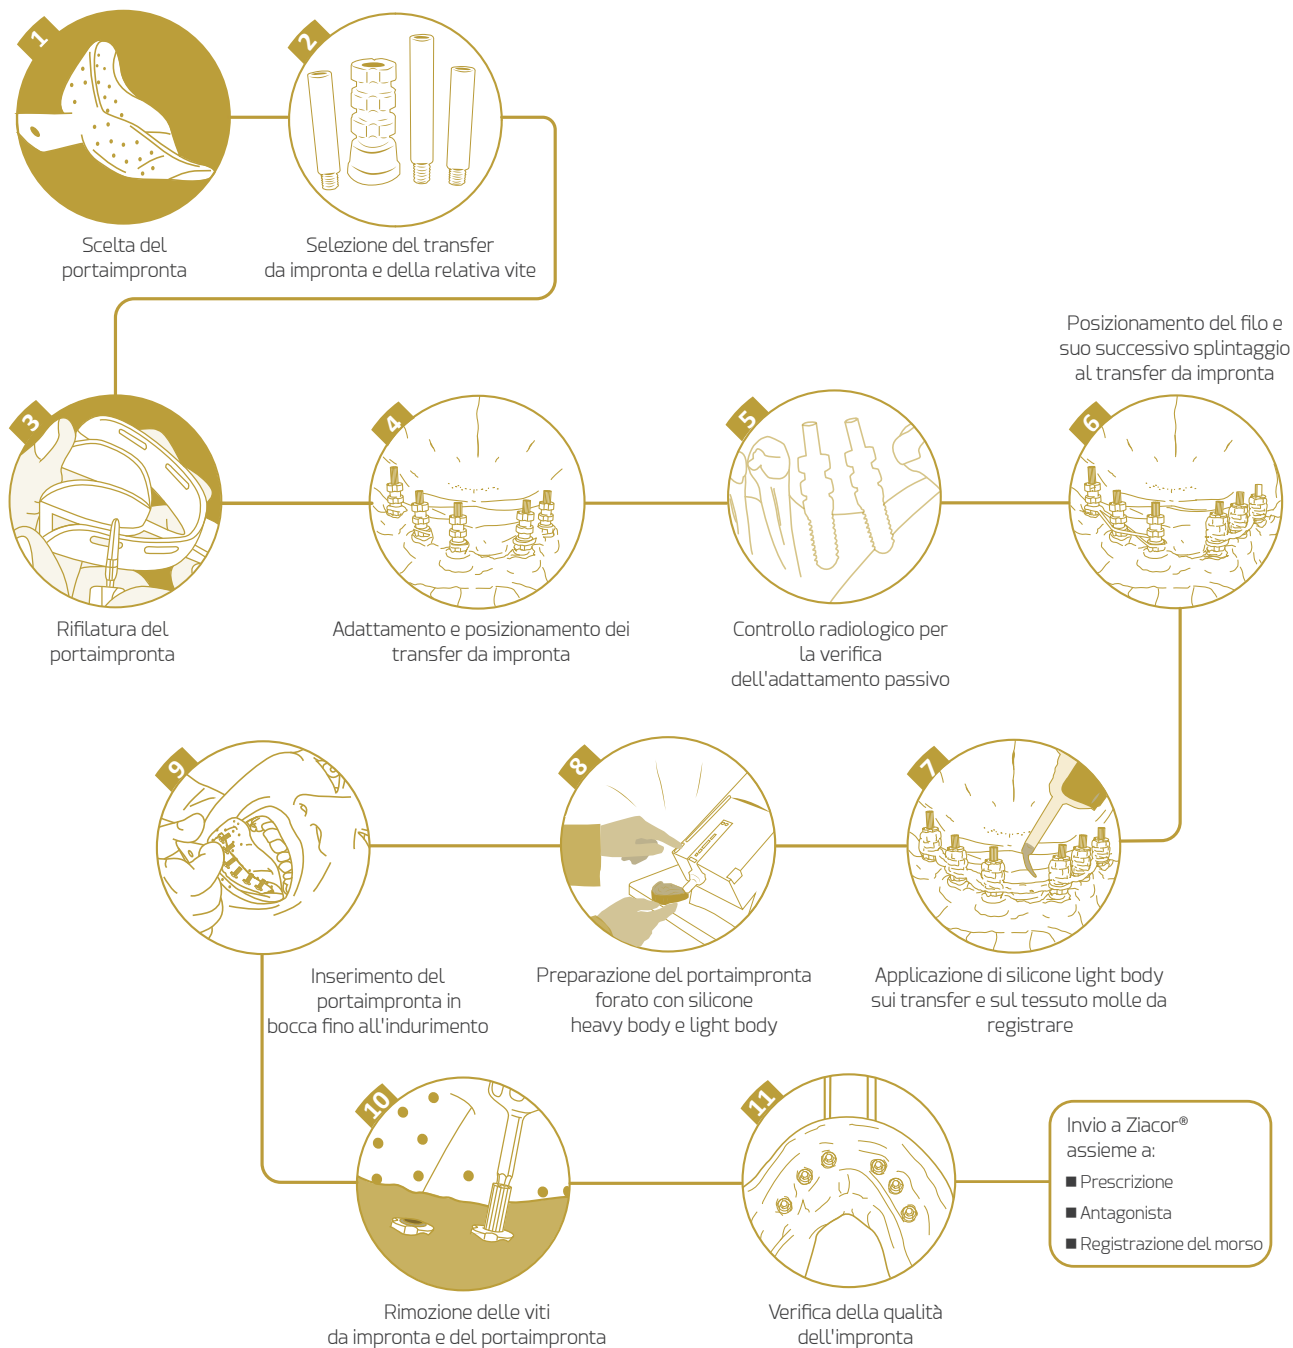 1
Scelta del
portaimpronta
2
Selezione del transfer
da impronta e della relativa vite
3
Rifilatura del
portaimpronta
4
Adattamento e posizionamento dei
transfer da impronta
5
Controllo radiologico per
la verifica
dell'adattamento passivo
Posizionamento del filo e
suo successivo splintaggio
al transfer da impronta
6
7
Applicazione di silicone light body
sui transfer e sul tessuto molle da
registrare
8
Preparazione del portaimpronta
forato con silicone
heavy body e light body
9
Inserimento del
portaimpronta in
bocca fino all'indurimento
10
Rimozione delle viti
da impronta e del portaimpronta
11
Verifica della qualità
dell'impronta
Invio a Ziacor®
assieme a:
■ Prescrizione
■ Antagonista
■ Registrazione del morso